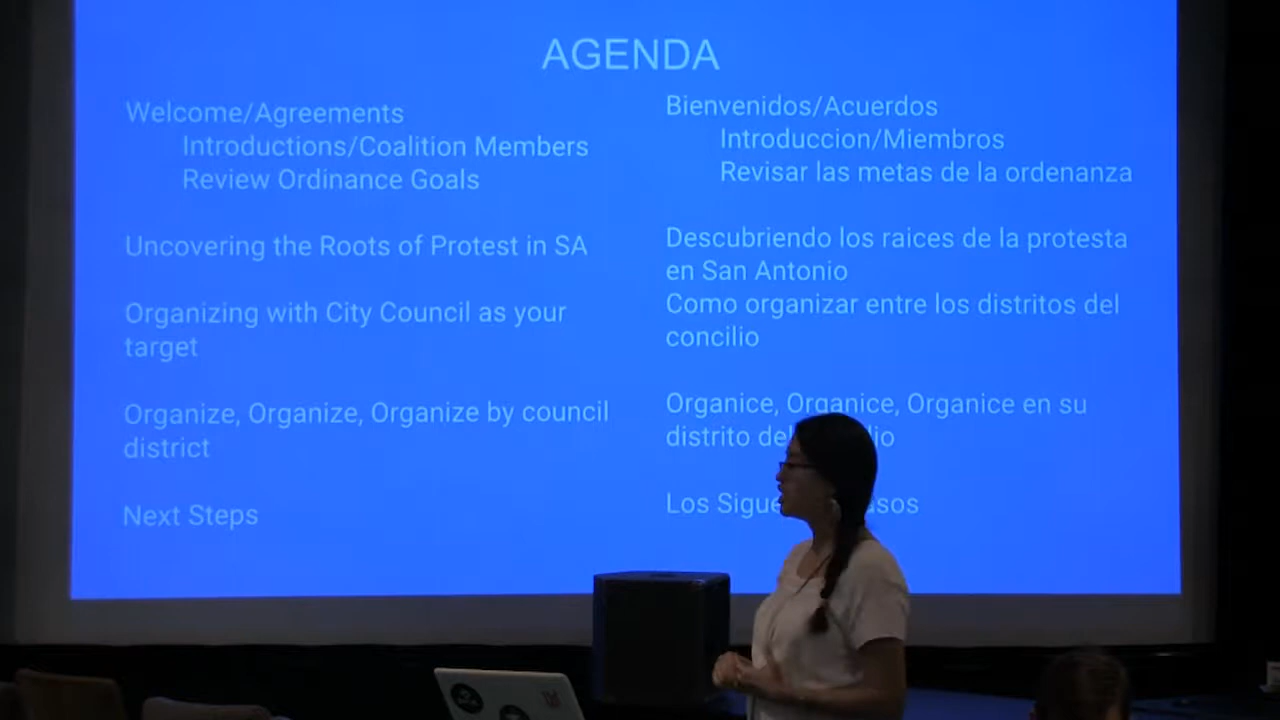 AGENDA
Welcome/Agreements
Introductions/Coalition Members
Review Ordinance Goals
Uncovering the Roots of Protest in SA
Organizing with City Council as your
target
Organize, Organize, Organize by council
district
Next Steps
Bienvenidos/Acuerdos
Introduccion/Miembros
Revisar las metas de la ordenanza
Descubriendo los raices de la protesta
en San Antonio
Como organizar entre los distritos del
concilio
Organice, Organice, Organice en su
distrito del
Los